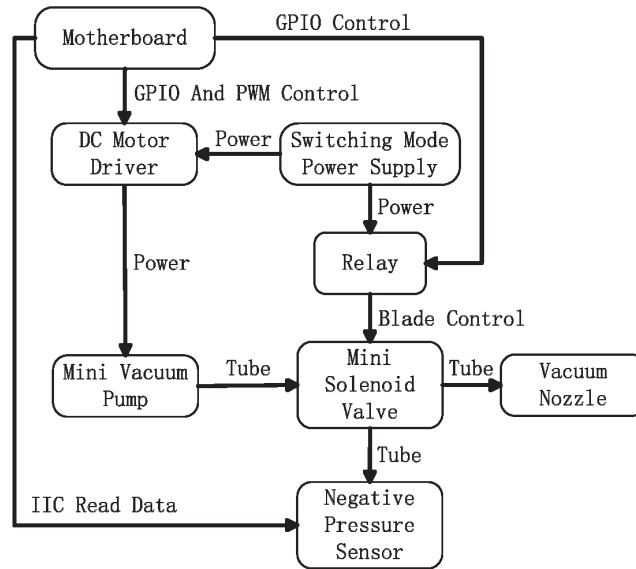 GPIO Control
Motherboard
GPIO And PWM Control
DC Motor
Driver
Power
Switching Mode
Power Supply
Power
Power
Relay
Blade Control
Mini Vacuum
Pump
Tube
Mini
Solenoid
Valve
Tube
Vacuum
Nozzle
Tube
IIC Read Data
Negative
Pressure
Sensor